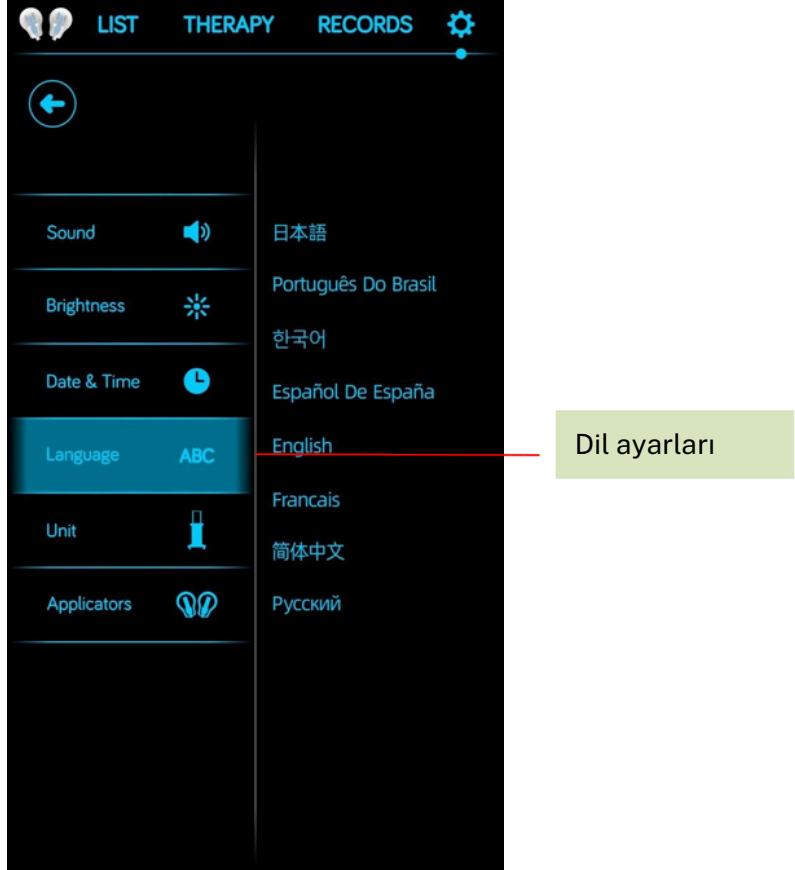 LIST THERAPY RECORDS
Sound
Brightness
Date & Time
Language ABC
Unit
Applicators
日本語
Português Do Brasil
한국어
Español De España
English
Francais
简体中文
Русский
Dil ayarları